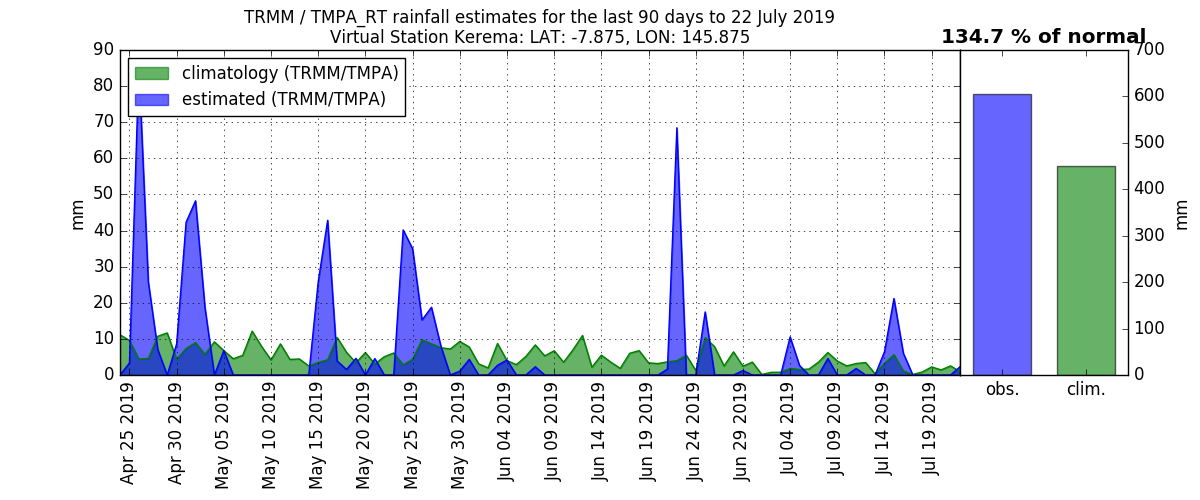 TRMM / TMPA_RT rainfall estimates for the last 90 days to 22 July 2019
Virtual Station Kerema: LAT: -7.875, LON: 145.875
134.7 % of normal
climatology (TRMM/TMPA)
estimated (TRMM/TMPA)
90
80
70
60
50
40
30
20
10
0
mm
Apr 25 2019
Apr 30 2019
May 05 2019
May 10 2019
May 15 2019
May 20 2019
May 25 2019
May 30 2019
Jun 04 2019
Jun 09 2019
Jun 14 2019
Jun 19 2019
Jun 24 2019
Jun 29 2019
Jul 04 2019
Jul 09 2019
Jul 14 2019
Jul 19 2019
obs.
clim.
700
600
500
400
300
200
100
0
mm